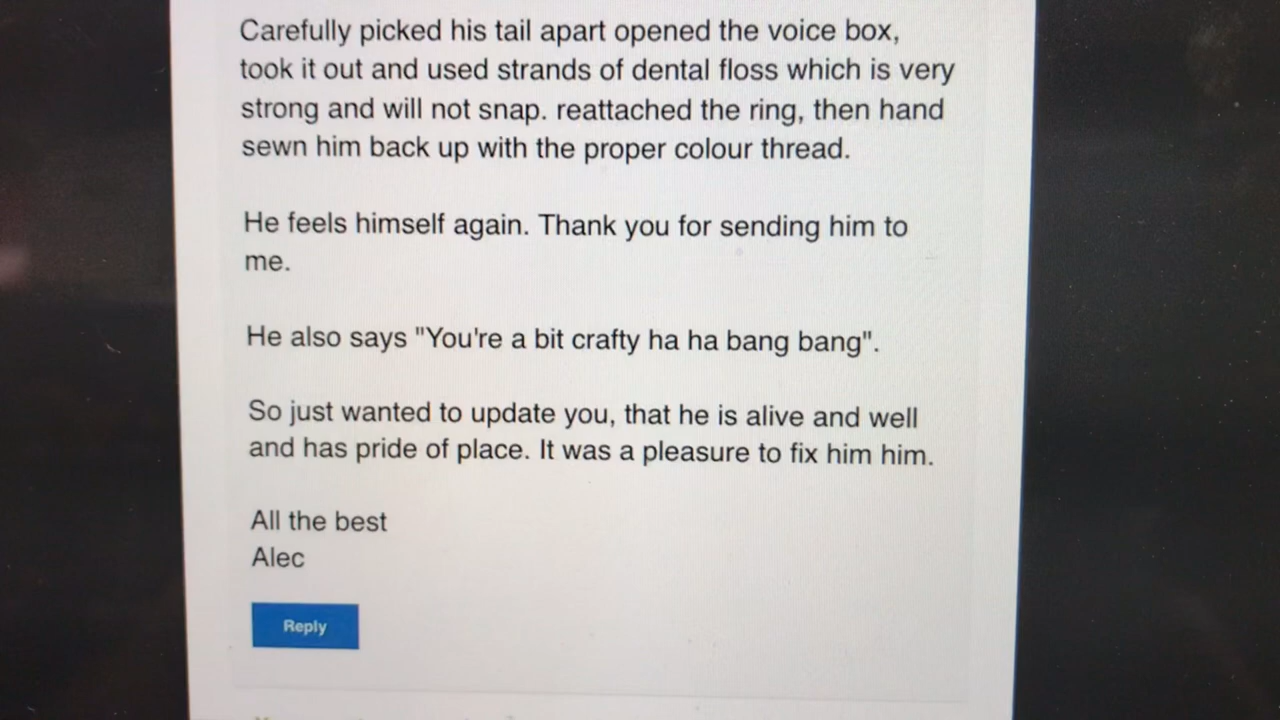 Carefully picked his tail apart opened the voice box,
took it out and used strands of dental floss which is very
strong and will not snap. reattached the ring, then hand
sewn him back up with the proper colour thread.
He feels himself again. Thank you for sending him to
me.
He also says "You're a bit crafty ha ha bang bang".
So just wanted to update you, that he is alive and well
and has pride of place. It was a pleasure to fix him him.
All the best
Alec
Reply